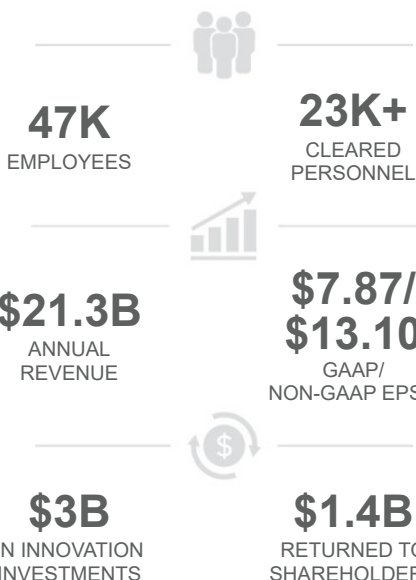 47K
EMPLOYEES
23K+
CLEARED
PERSONNEL
$21.3B
ANNUAL
REVENUE
$7.87/
$13.10
GAAP/
NON-GAAP EPS
$
$3B
N INNOVATION
INVESTMENTS
$1.4B
RETURNED TO
SHAREHOLDER